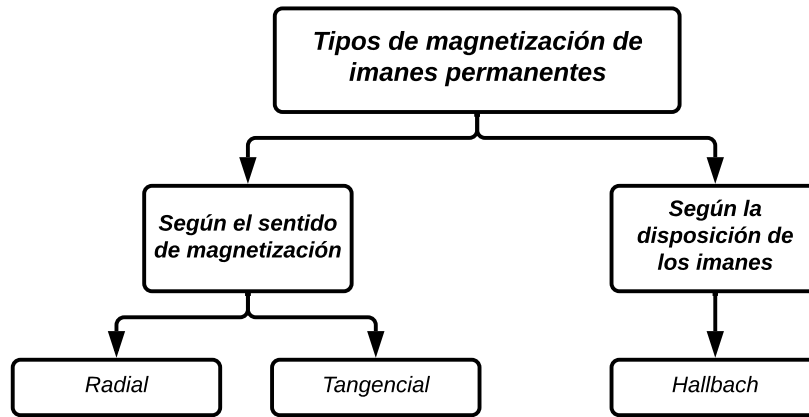 Tipos de magnetización de
imanes permanentes
Según el sentido
de magnetización
Según la
disposición de
los imanes
Radial
Tangencial
Hallbach